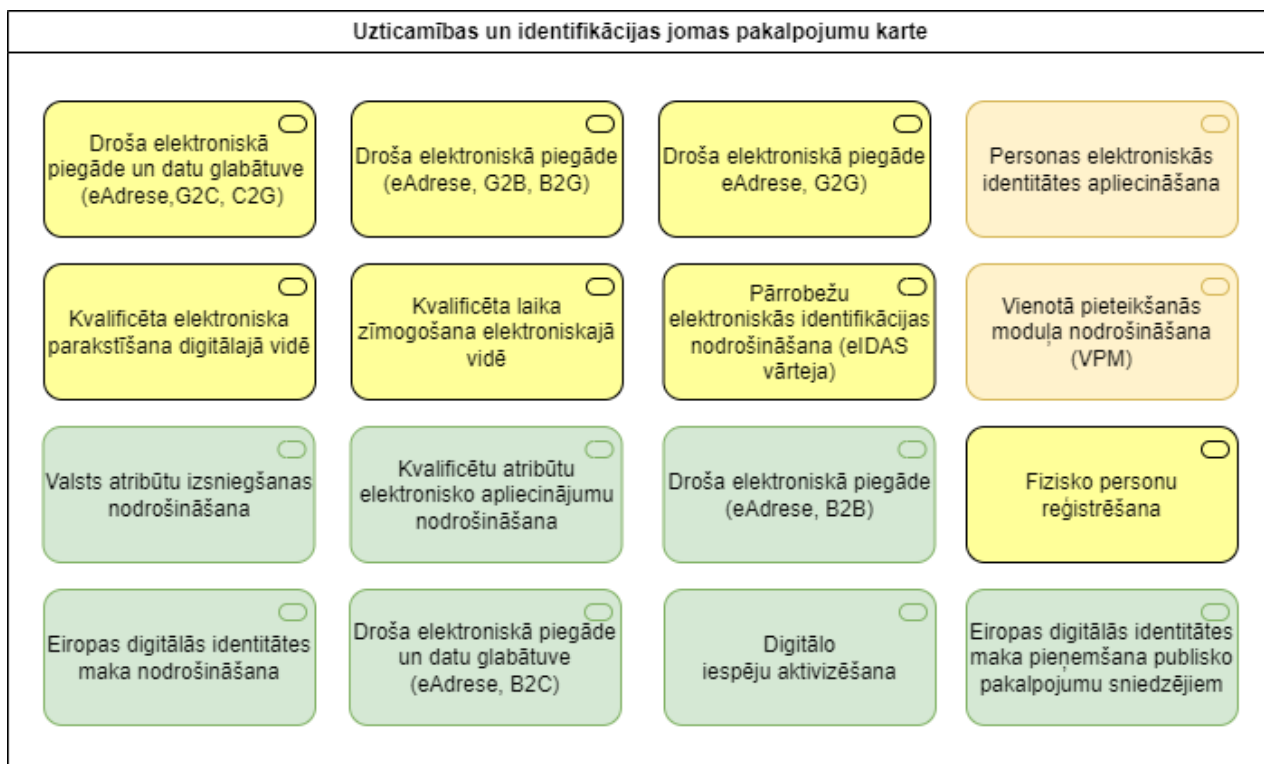 Uzticamības un identifikācijas jomas pakalpojumu karte
Droša elektroniskā
piegāde un datu glabātuve
(eAdrese,G2C, C2G)
Droša elektroniskā piegāde
(eAdrese, G2B, B2G)
Droša elektroniskā piegāde
eAdrese, G2G)
Personas elektroniskās
identitātes apliecināšana
Kvalificēta elektroniska
parakstīšana digitālajā vidē
Kvalificēta laika
zīmogošana elektroniskajā
vidē
Pārrobežu
elektroniskās identifikācijas
nodrošināšana (eIDAS
vārteja)
Vienotā pieteikšanās
moduļa nodrošināšana
(VPM)
Valsts atribūtu izsniegšanas
nodrošināšana
Kvalificētu atribūtu
elektronisko apliecinājumu
nodrošināšana
Droša elektroniskā piegāde
(eAdrese, B2B)
Fizisko personu
reģistrēšana
Eiropas digitālās identitātes
maka nodrošināšana
Droša elektroniskā piegāde
un datu glabātuve
(eAdrese, B2C)
Digitālo
iespēju aktivizēšana
Eiropas digitālās identitātes
maka pieņemšana publisko
pakalpojumu sniedzējiem